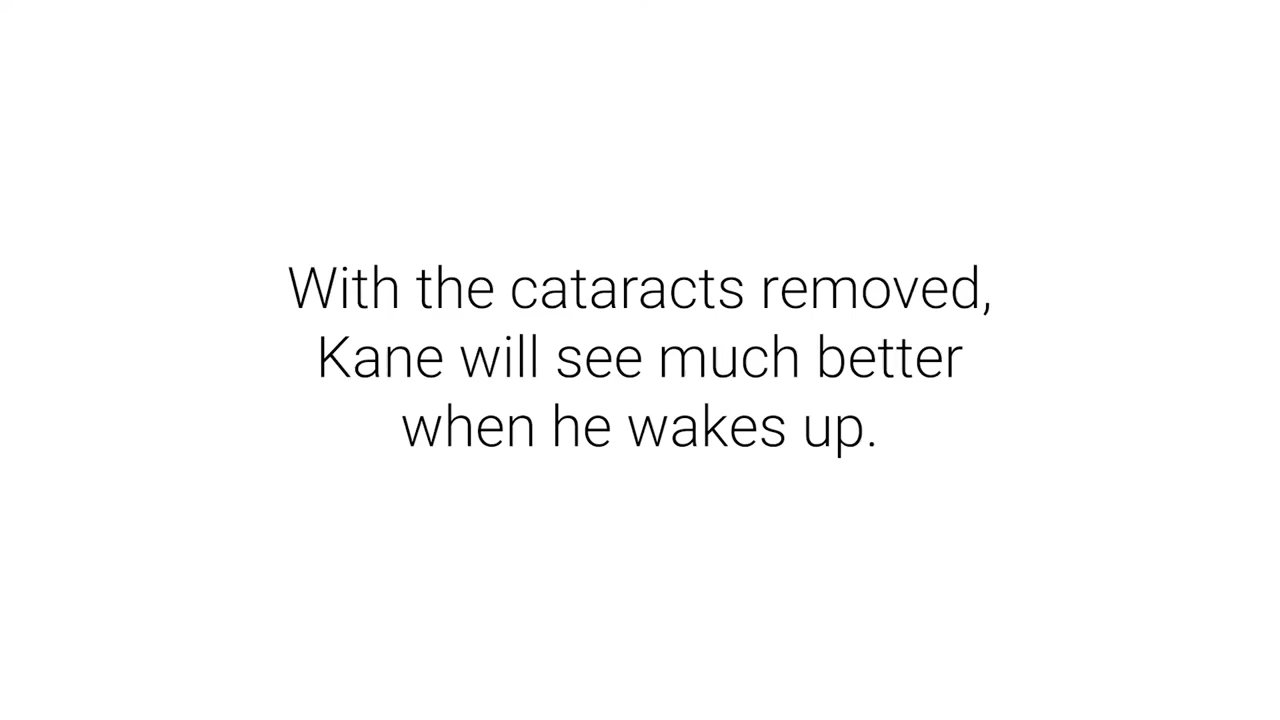 With the cataracts removed,
Kane will see much better
when he wakes up.